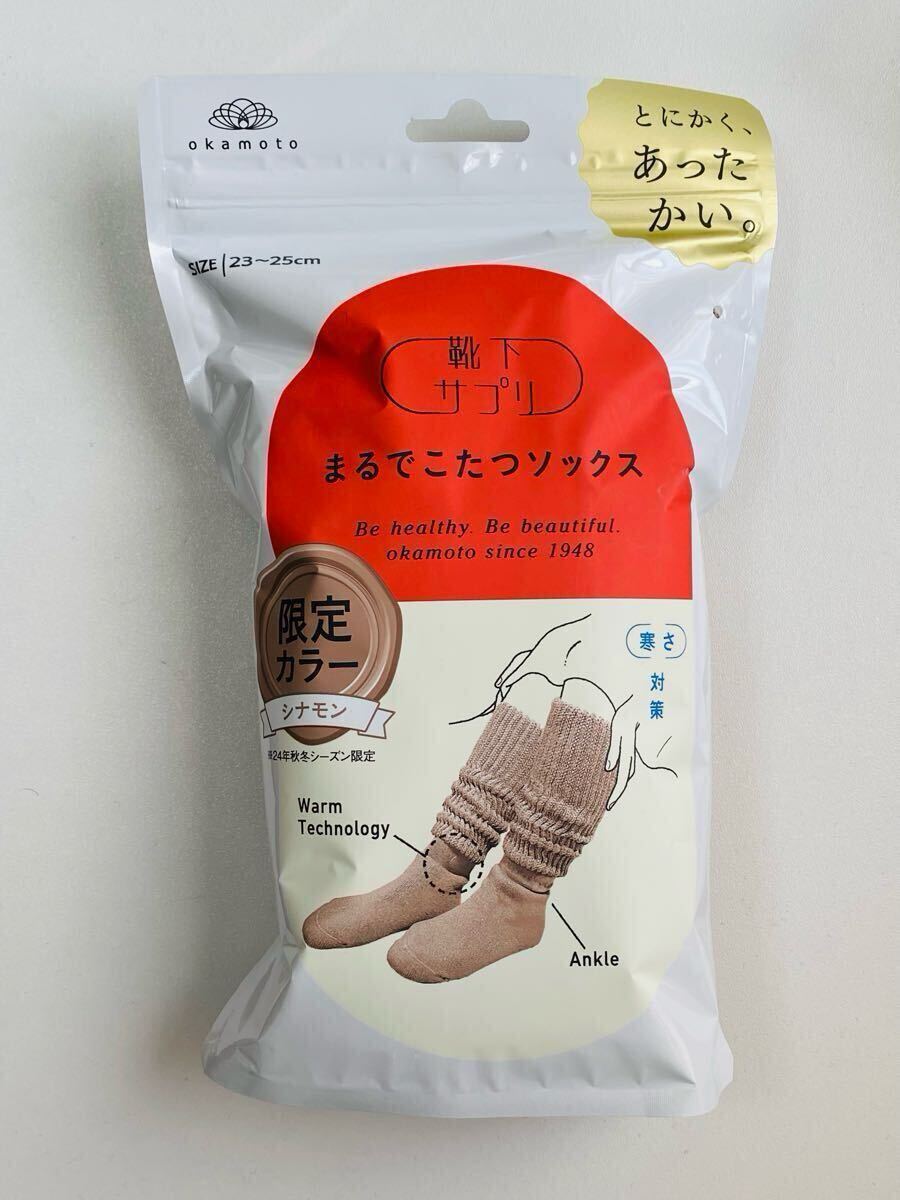 okamoto
とにかく、
あった
かい。
SIZE 23~25cm
靴下
サプリ
まるでこたつソックス
Be healthy. Be beautiful.
okamoto since 1948
限定
カラー
シナモン
24年秋冬シーズン限定
寒さ
対策
Warm
Technology
Ankle